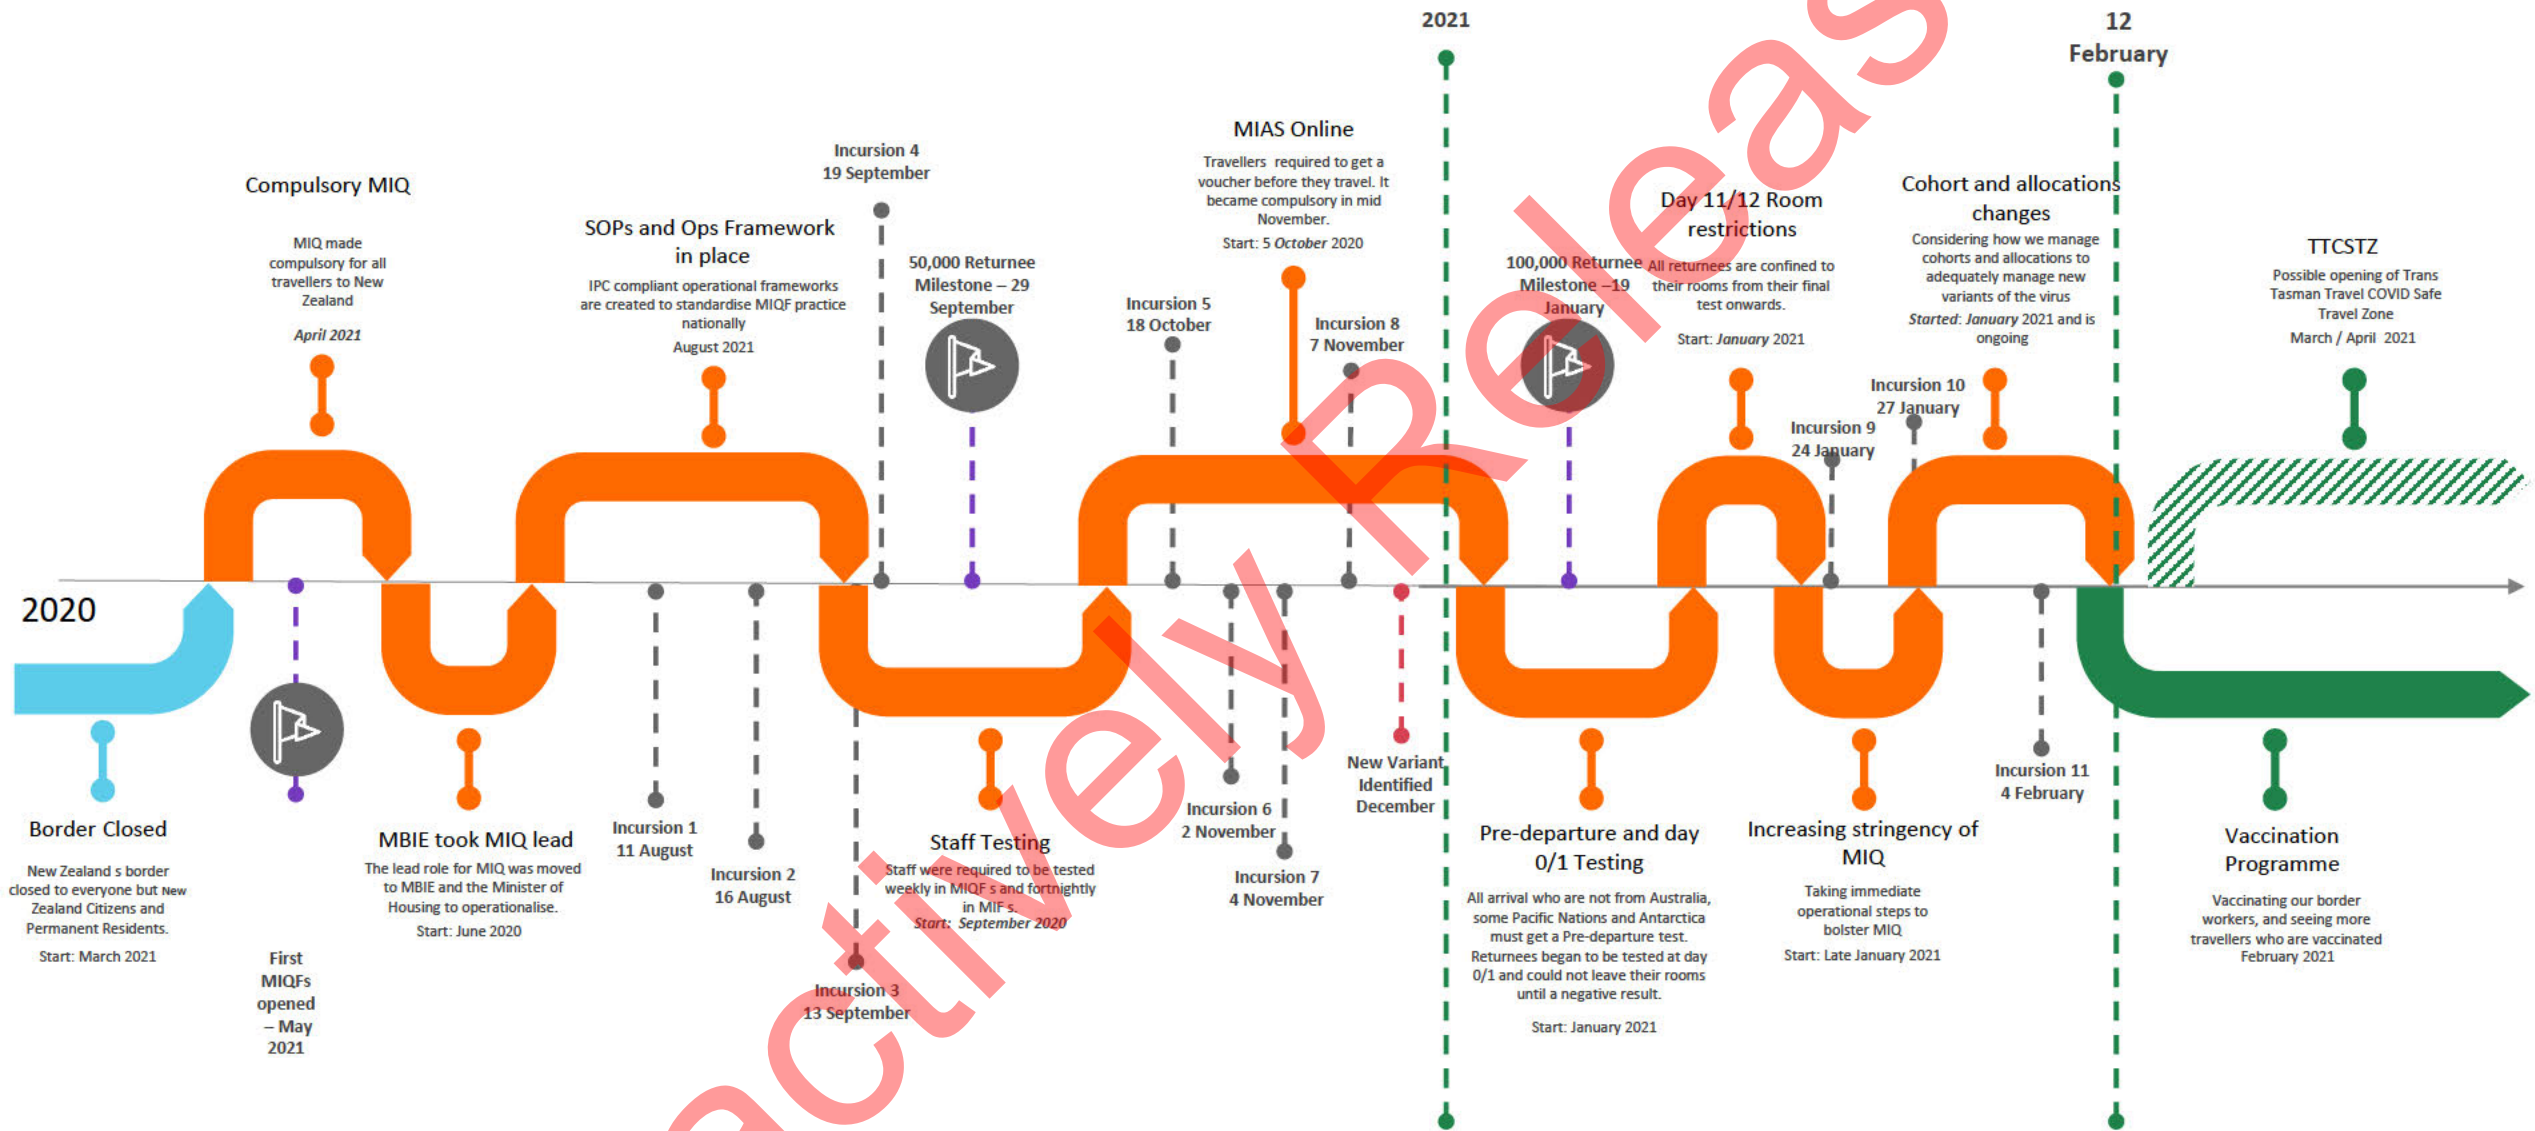 2021
12
February
MIAS Online
Travellers required to get a
voucher before they travel. It
became compulsory in mid
November.
Start: 5 October 2020
Incursion 4
19 September
Compulsory MIQ
MIQ made
compulsory for all
travellers to New
Zealand
April 2021
SOPs and Ops Framework
in place
IPC compliant operational frameworks
are created to standardise MIQF practice
nationally
August 2021
50,000 Returnee
Milestone – 29
September
Incursion 5
18 October
Incursion 8
7 November
100,000 Returnee
Milestone –19
January
Day 11/12 Room
restrictions
All returnees are confined to
their rooms from their final
test onwards.
Start: January 2021
Cohort and allocations
changes
Considering how we manage
cohorts and allocations to
adequately manage new
variants of the virus
Started: January 2021 and is
ongoing
TTCSTZ
Possible opening of Trans
Tasman Travel COVID Safe
Travel Zone
March / April 2021
Incursion 10
27 January
Incursion 9
24 January
2020
Border Closed
New Zealand s border
closed to everyone but New
Zealand Citizens and
Permanent Residents.
Start: March 2021
First
MIQFs
opened
– May
2021
MBIE took MIQ lead
The lead role for MIQ was moved
to MBIE and the Minister of
Housing to operationalise.
Start: June 2020
Incursion 1
11 August
Incursion 2
16 August
Incursion 3
13 September
Staff Testing
Staff were required to be tested
weekly in MIQF s and fortnightly
in MIF s.
Start: September 2020
Incursion 6
2 November
Incursion 7
4 November
New Variant
Identified
December
Pre-departure and day
0/1 Testing
All arrival who are not from Australia,
some Pacific Nations and Antarctica
must get a Pre-departure test.
Returnees began to be tested at day
0/1 and could not leave their rooms
until a negative result.
Start: January 2021
Increasing stringency of
MIQ
Taking immediate
operational steps to
bolster MIQ
Start: Late January 2021
Incursion 11
4 February
Vaccination
Programme
Vaccinating our border
workers, and seeing more
travellers who are vaccinated
February 2021
actively Releas